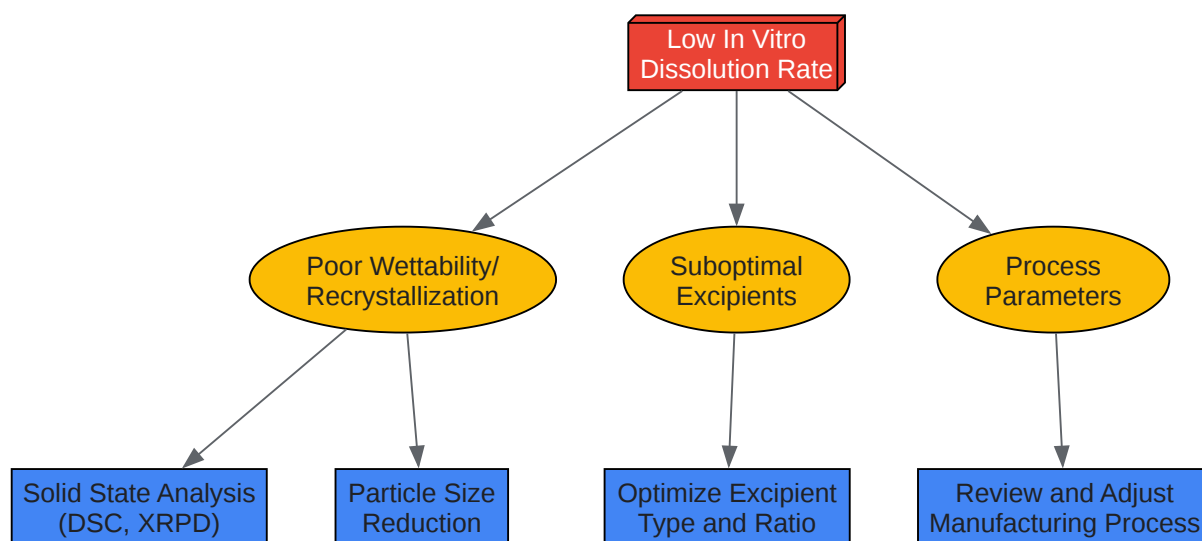 Low In Vitro
Dissolution Rate
Poor Wettability/
Recrystallization
Suboptimal
Excipients
Process
Parameters
Solid State Analysis
(DSC, XRPD)
Particle Size
Reduction
Optimize Excipient
Type and Ratio
Review and Adjust
Manufacturing Process